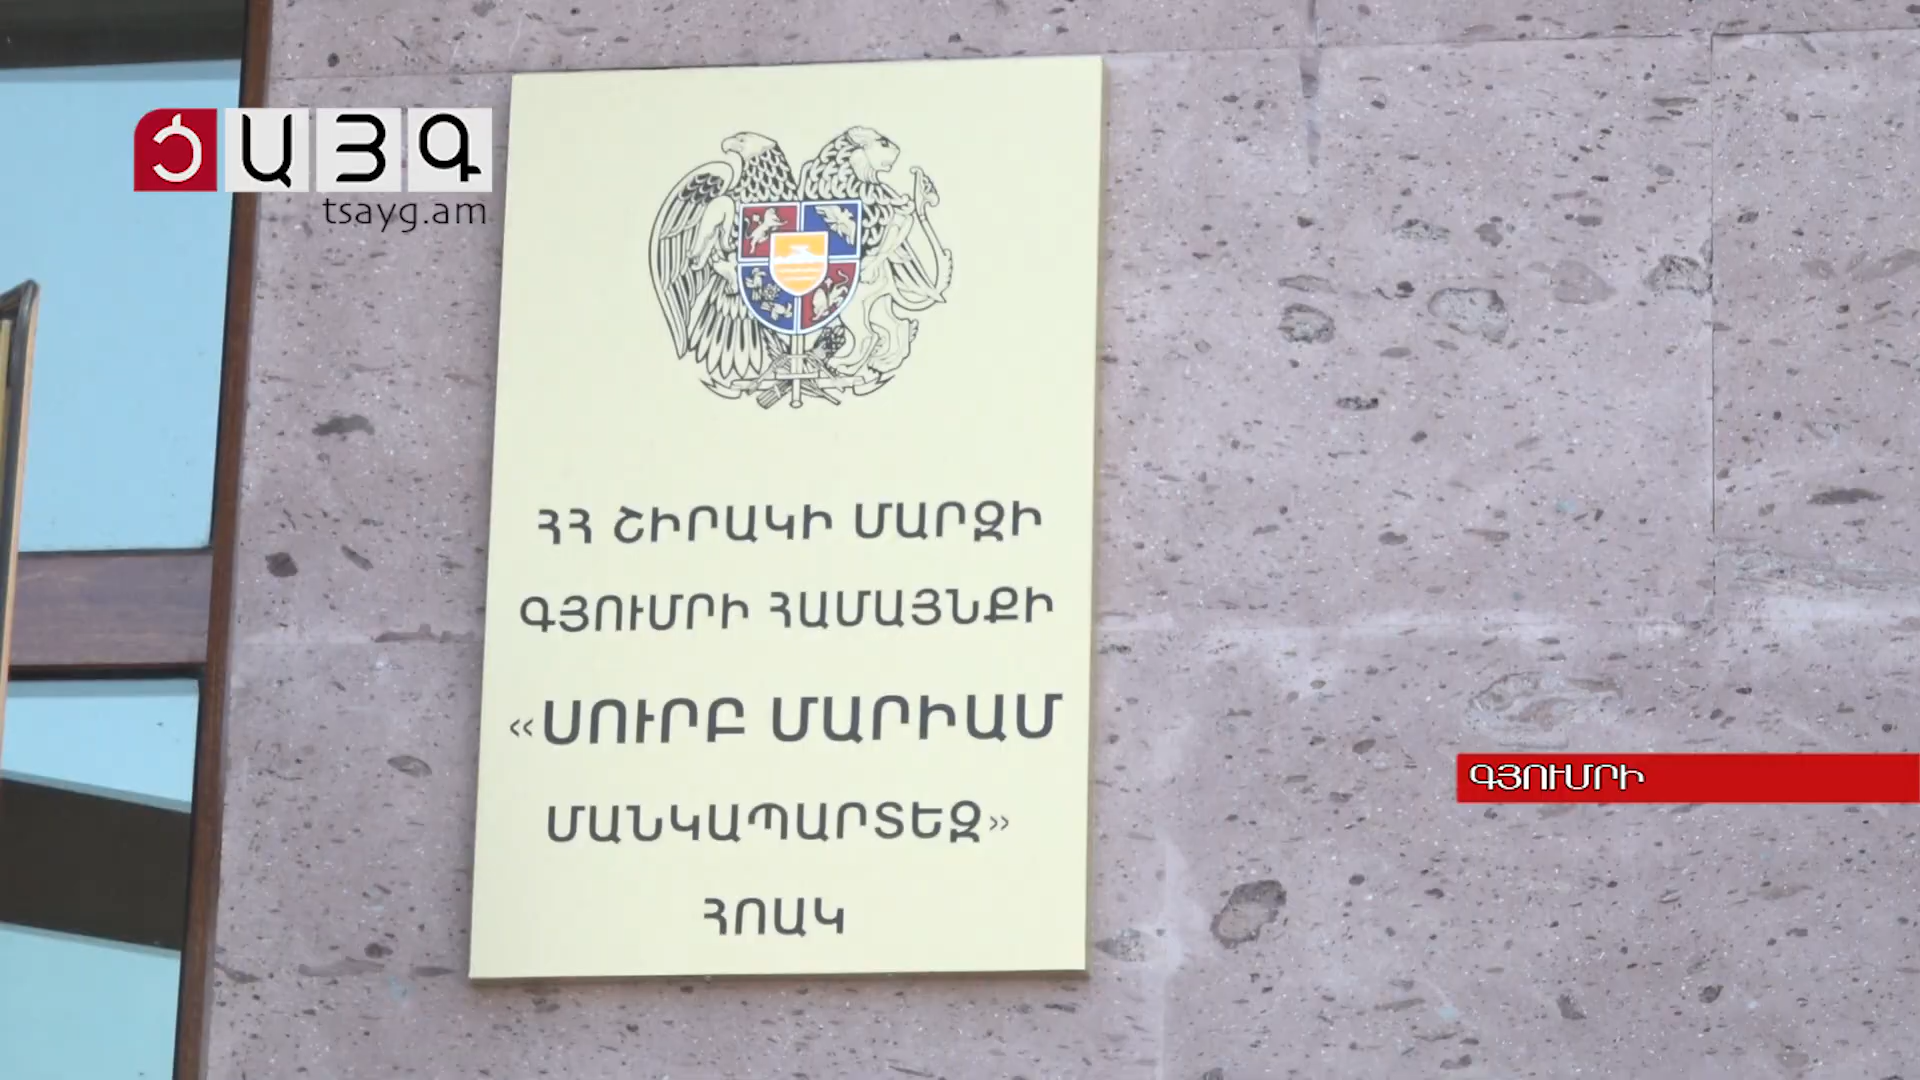 ԾԱՅԳ
tsayg.am
ՀՀ ՇԻՐԱԿԻ ՄԱՐԶԻ
ԳՅՈՒՄՐԻ ՀԱՄԱՅՆՔԻ
«ՍՈՒՐԲ ՄԱՐԻԱՄ
ՄԱՆԿԱՊԱՐՏԵԶ»
ՀՈԱԿ
ԳՅՈՒՄՐԻ